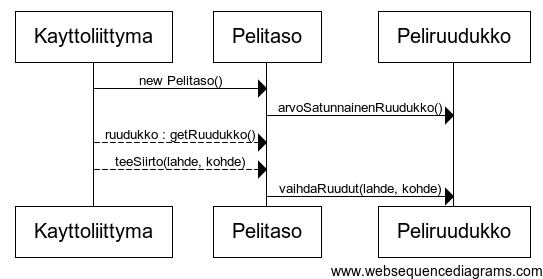 Kayttoliittyma Pelitaso Peliruudukko
new Pelitaso()
arvoSatunnainenRuudukko()
ruudukko : getRuudukko()
teeSiirto(lahde, kohde)
vaihdaRuudut(lahde, kohde)
Kayttoliittyma Pelitaso Peliruudukko
www.websequencediagrams.com